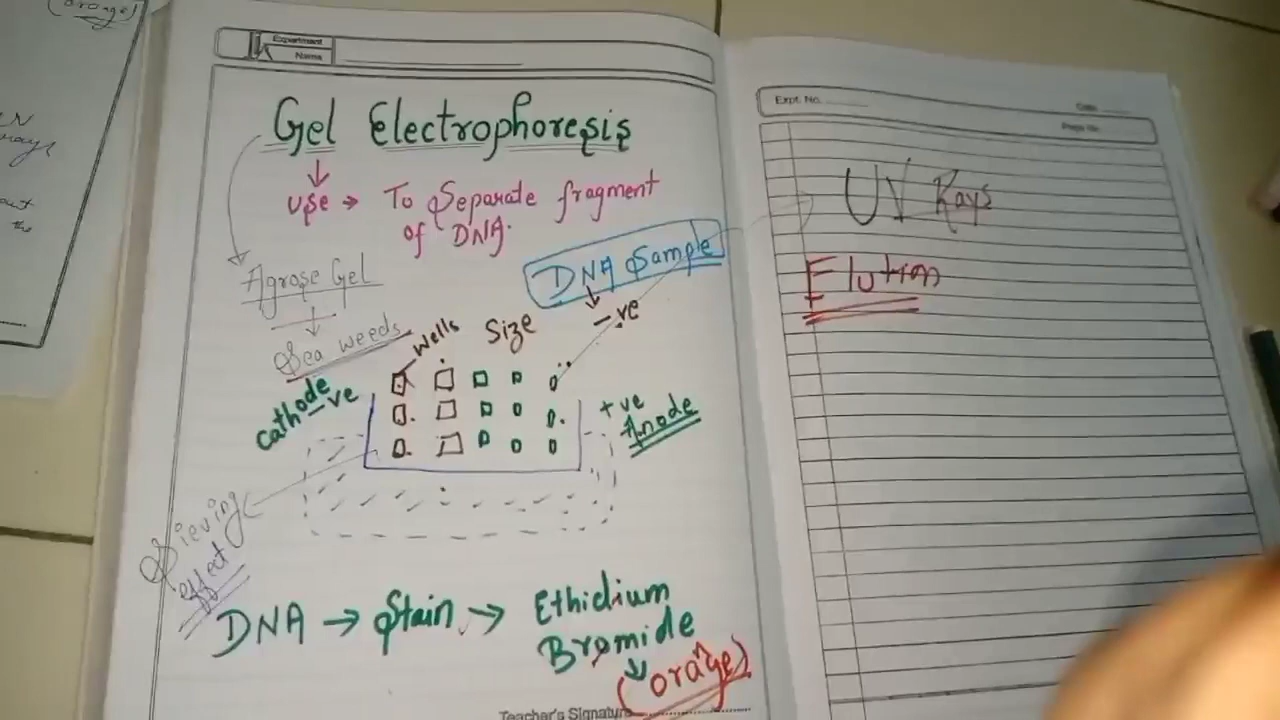 (orange)
Experiment
Name
Gel Electrophoresis
Use → To Separate fragment
of DNA.
Agrose Gel
Sea weeds
DNA Sample
-ve
Wells
Size
Cathode
-ve
+ve
Anode
Sieving
effect
DNA → Stain → Ethidium
Bromide
(orange)
Teacher's Signature
Expt. No.
Date
Page No.
UV Rays
Elution